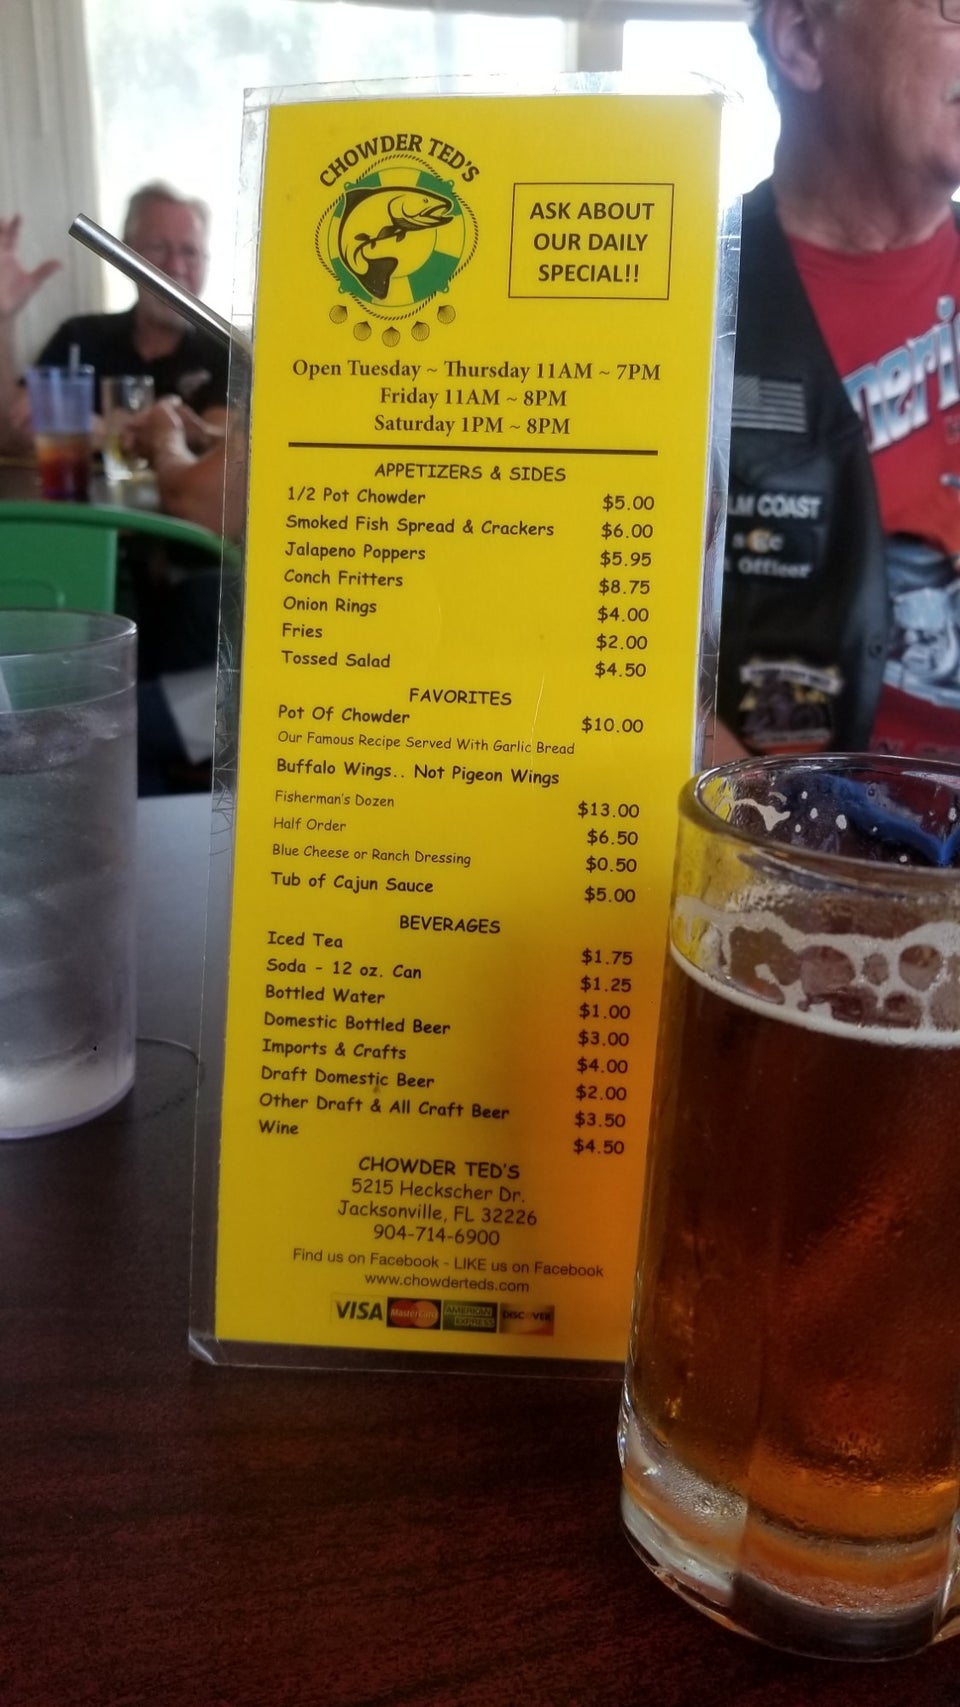 CHOWDER TED'S
ASK ABOUT
OUR DAILY
SPECIAL!!
Open Tuesday ~ Thursday 11AM ~ 7PM
Friday 11AM ~ 8PM
Saturday 1PM ~ 8PM
APPETIZERS & SIDES
1/2 Pot Chowder $5.00
Smoked Fish Spread & Crackers $6.00
Jalapeno Poppers $5.95
Conch Fritters $8.75
Onion Rings $4.00
Fries $2.00
Tossed Salad $4.50
FAVORITES
Pot Of Chowder $10.00
Our Famous Recipe Served With Garlic Bread
Buffalo Wings.. Not Pigeon Wings
Fisherman's Dozen $13.00
Half Order $6.50
Blue Cheese or Ranch Dressing $0.50
Tub of Cajun Sauce $5.00
BEVERAGES
Iced Tea $1.75
Soda - 12 oz. Can $1.25
Bottled Water $1.00
Domestic Bottled Beer $3.00
Imports & Crafts $4.00
Draft Domestic Beer $2.00
Other Draft & All Craft Beer $3.50
Wine $4.50
CHOWDER TED'S
5215 Heckscher Dr.
Jacksonville, FL 32226
904-714-6900
Find us on Facebook - LIKE us on Facebook
www.chowderteds.com
VISA MasterCard AMERICAN EXPRESS DISCOVER
LM COAST
Officer
neri